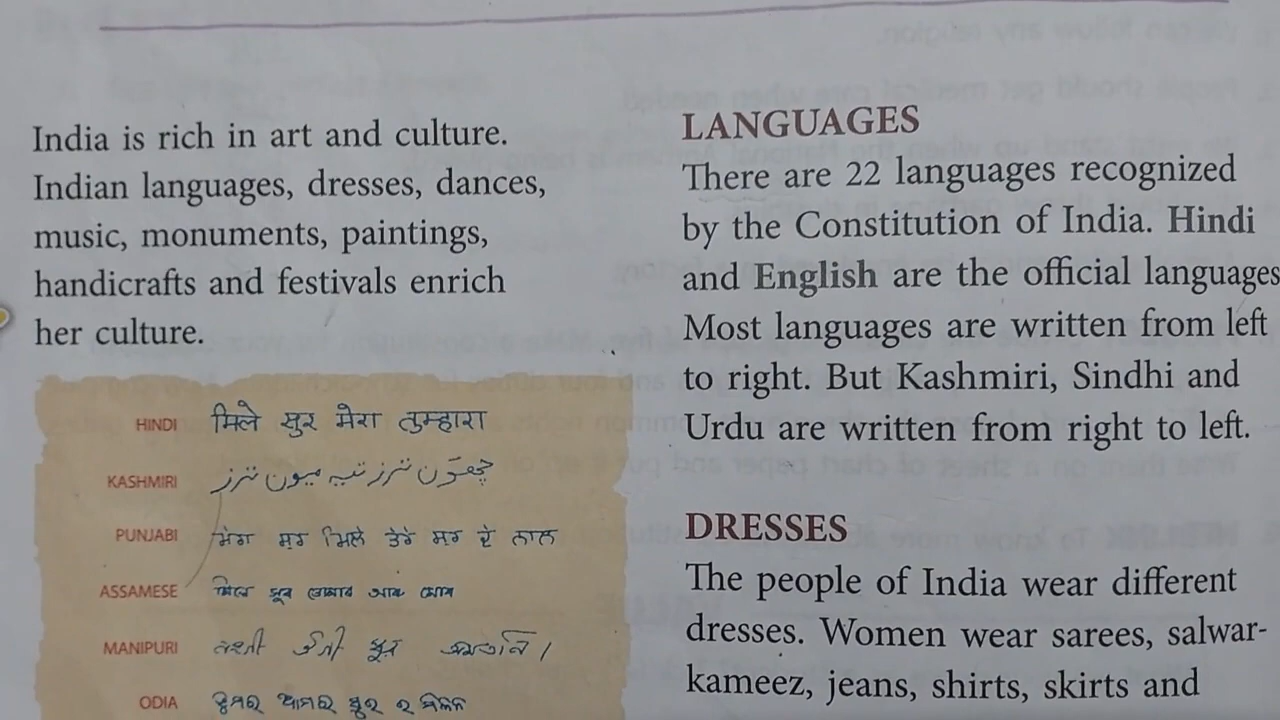 India is rich in art and culture.
Indian languages, dresses, dances,
music, monuments, paintings,
handicrafts and festivals enrich
her culture.
HINDI मिले सुर मेरा तुम्हारा
KASHMIRI
PUNJABI ਮੇਰਾ ਸੁਰ ਮਿਲੇ ਤੇਰੇ ਸੁਰ ਦੇ ਨਾਲ
ASSAMESE
MANIPURI
ODIA
LANGUAGES
There are 22 languages recognized
by the Constitution of India. Hindi
and English are the official languages
Most languages are written from left
to right. But Kashmiri, Sindhi and
Urdu are written from right to left.
DRESSES
The people of India wear different
dresses. Women wear sarees, salwar-
kameez, jeans, shirts, skirts and